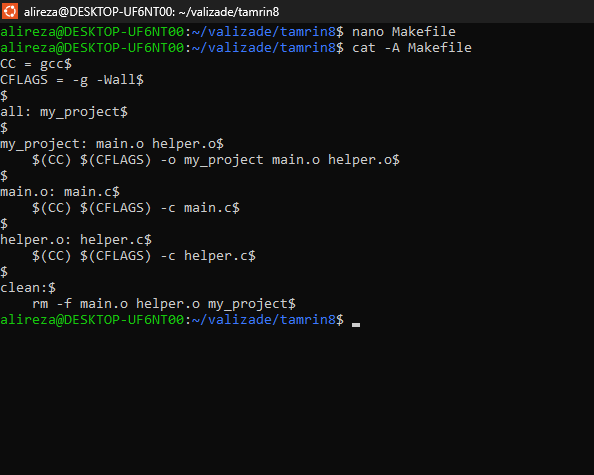 alireza@DESKTOP-UF6NT00: ~/valizade/tamrin8
alireza@DESKTOP-UF6NT00:~/valizade/tamrin8$ nano Makefile
alireza@DESKTOP-UF6NT00:~/valizade/tamrin8$ cat -A Makefile
CC = gcc$
CFLAGS = -g -Wall$
$
all: my_project$
$
my_project: main.o helper.o$
    $(CC) $(CFLAGS) -o my_project main.o helper.o$
$
main.o: main.c$
    $(CC) $(CFLAGS) -c main.c$
$
helper.o: helper.c$
    $(CC) $(CFLAGS) -c helper.c$
$
clean:$
    rm -f main.o helper.o my_project$
alireza@DESKTOP-UF6NT00:~/valizade/tamrin8$